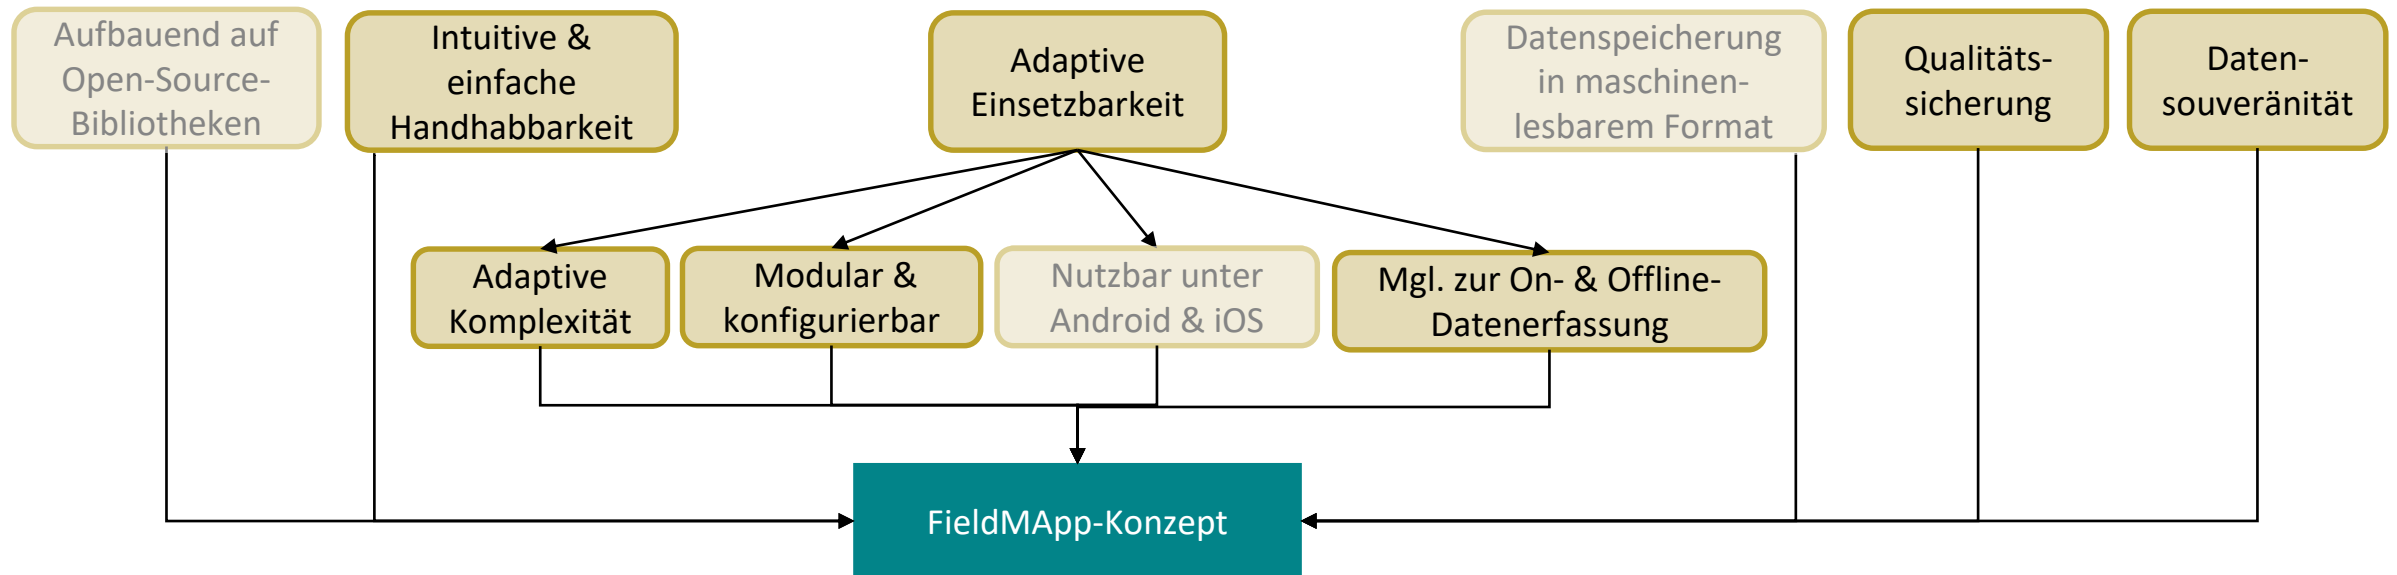 Aufbauend auf
Open-Source-
Bibliotheken
Intuitive &
einfache
Handhabbarkeit
Adaptive
Einsetzbarkeit
Datenspeicherung
in maschinen-
lesbarem Format
Qualitäts-
sicherung
Daten-
souveränität
Adaptive
Komplexität
Modular &
konfigurierbar
Nutzbar unter
Android & iOS
Mgl. zur On- & Offline-
Datenerfassung
FieldMApp-Konzept